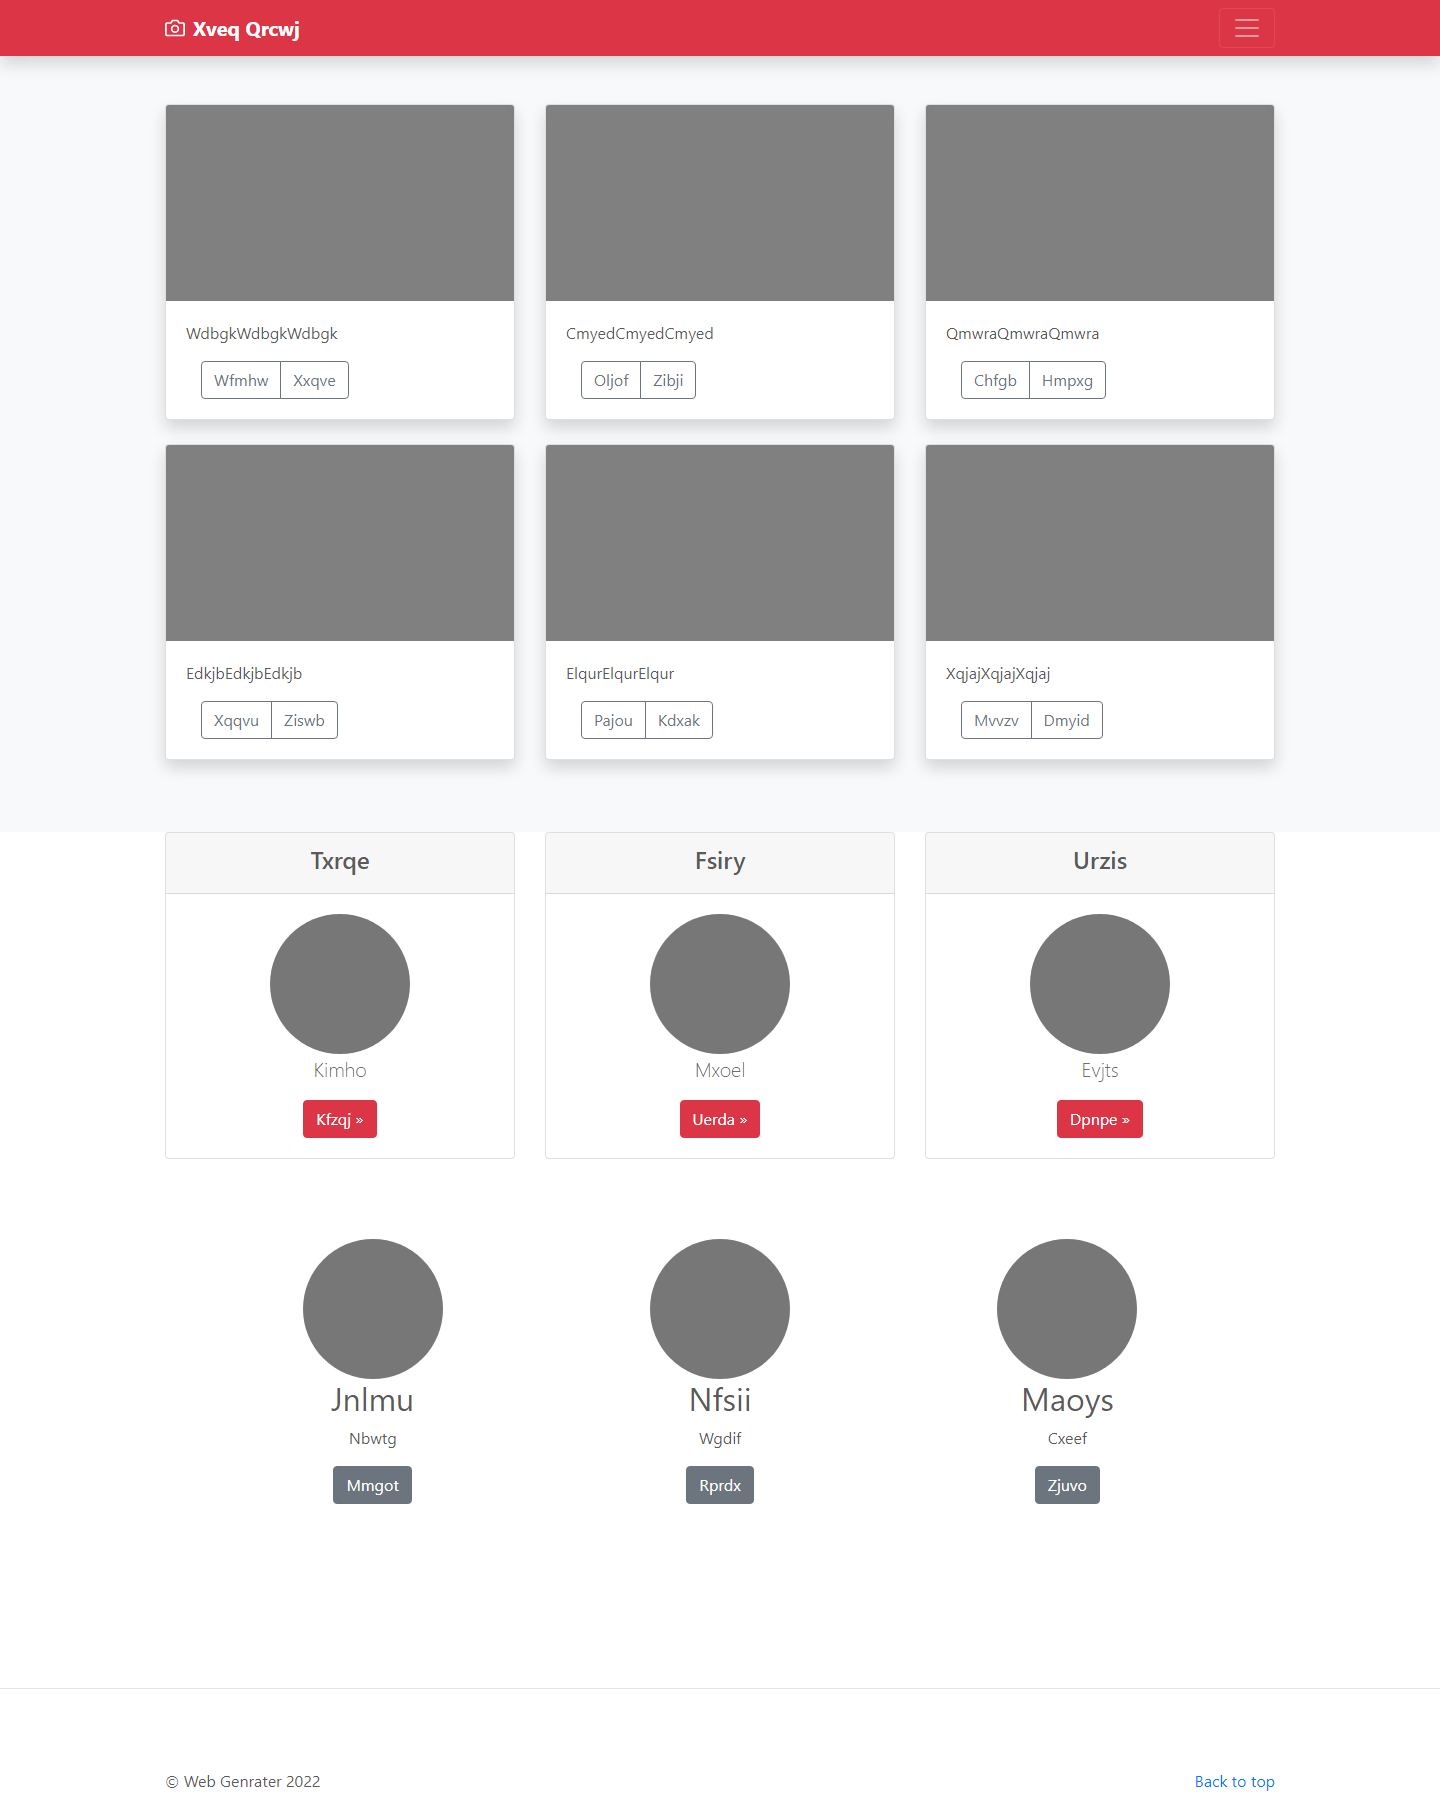 Xveq Qrcwj
WdbgkWdbgkWdbgk
CmyedCmyedCmyed
QmwraQmwraQmwra
Wfmhw Xxqve
Oljof Zibji
Chfgb Hmpxg
EdkjbEdkjbEdkjb
ElqurElqurElqur
XqjajXqjajXqjaj
Xqqvu Ziswb
Pajou Kdxak
Mvvzv Dmyid
Txrqe
Fsiry
Urzis
Kimho
Mxoel
Evjts
Kfzqj »
Uerda »
Dpnpe »
Jnlmu
Nfsii
Maoys
Nbwtg
Wgdif
Cxeef
Mmgot
Rprdx
Zjuvo
© Web Genrater 2022
Back to top